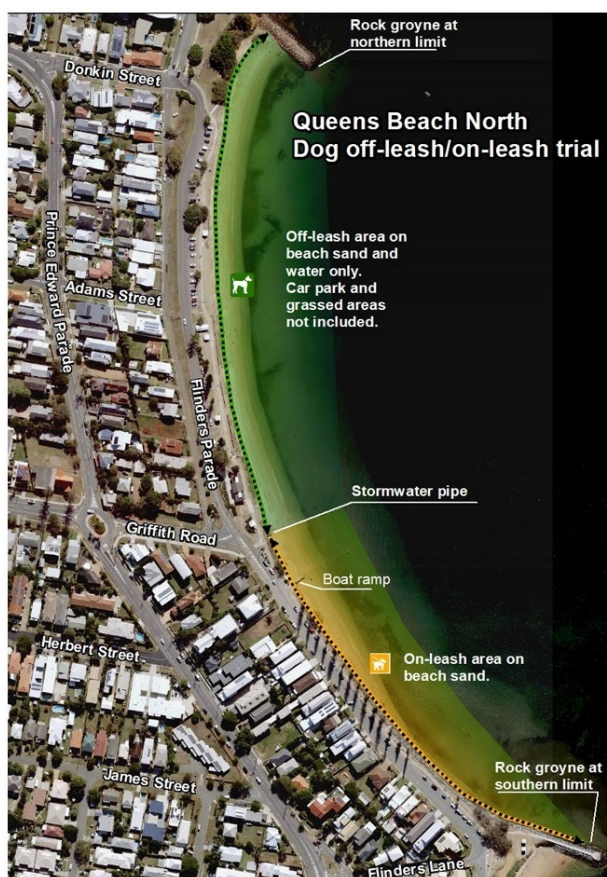 Rock groyne at
northern limit
Donkin Street
Queens Beach North
Dog off-leash/on-leash trial
Off-leash area on
beach sand and
water only.
Car park and
grassed areas
not included.
Prince Edward Parade
Adams Street
Flinders Parade
Stormwater pipe
Griffith Road
Boat ramp
Herbert Street
On-leash area on
beach sand.
James Street
Rock groyne at
southern limit
Flinders Lane